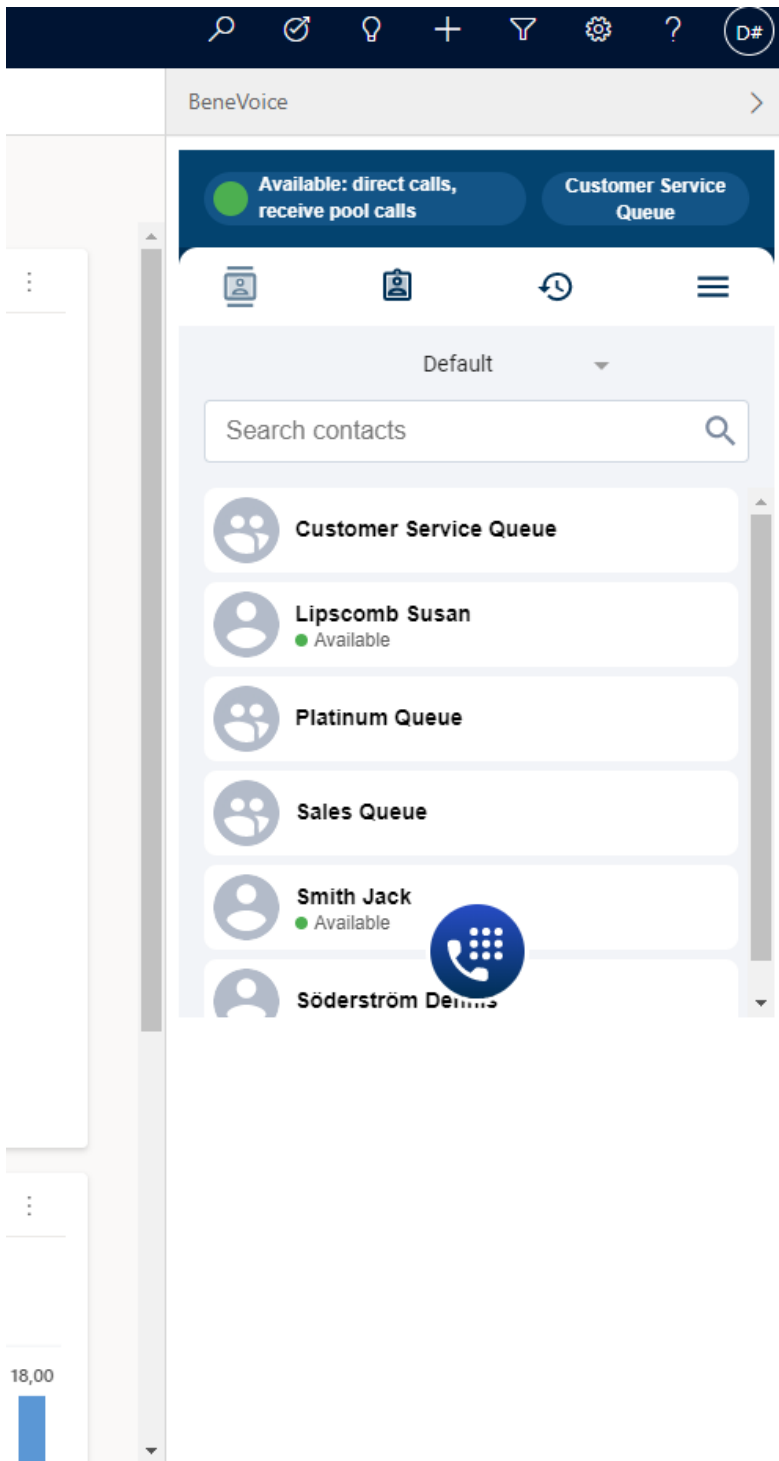 D#
BeneVoice
Available: direct calls,
receive pool calls
Customer Service
Queue
Default
Search contacts
Customer Service Queue
Lipscomb Susan
Available
Platinum Queue
Sales Queue
Smith Jack
Available
Söderström
18,00